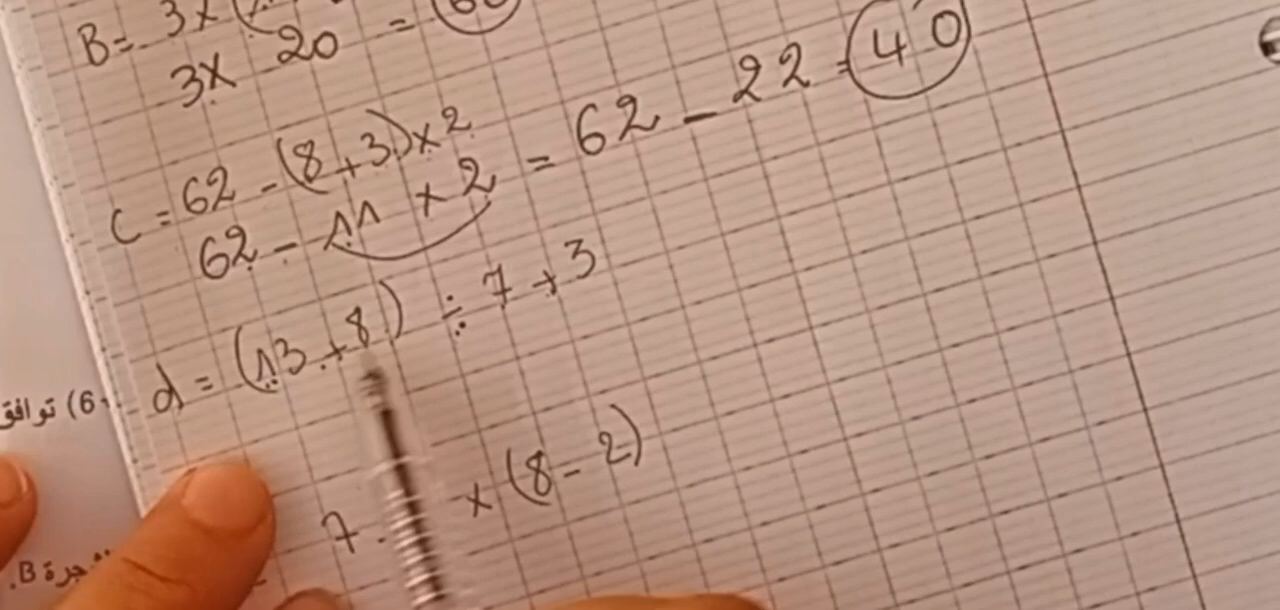 B = 3x
3x 20 =
C = 62 - (8+3)x2
62 - 11 x 2 = 62 - 22 = 40
d = (13+8) ÷ 7 + 3
7 x (8 - 2)
6) توافق
B.